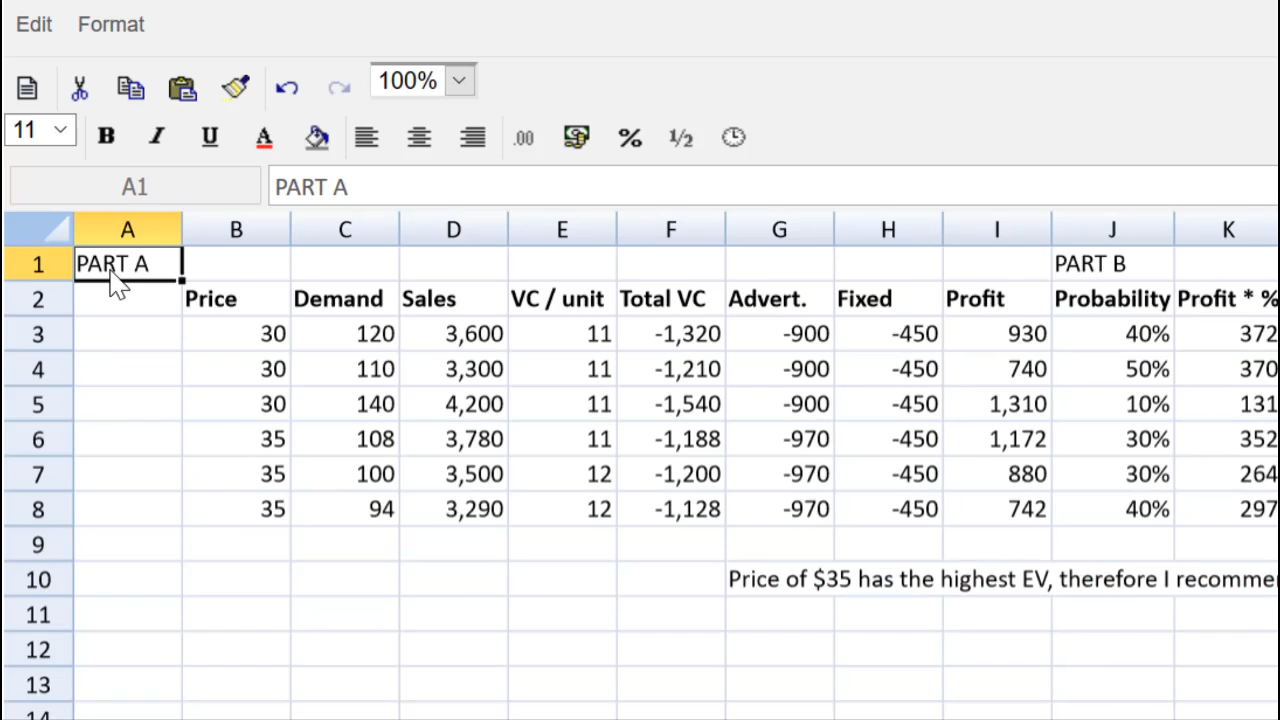 Edit Format
100%
11 B I U A .00 % 1/2
A1 PART A
A B C D E F G H I J K
1 PART A PART B
2 Price Demand Sales VC / unit Total VC Advert. Fixed Profit Probability Profit * %
3 30 120 3,600 11 -1,320 -900 -450 930 40% 372
4 30 110 3,300 11 -1,210 -900 -450 740 50% 370
5 30 140 4,200 11 -1,540 -900 -450 1,310 10% 131
6 35 108 3,780 11 -1,188 -970 -450 1,172 30% 352
7 35 100 3,500 12 -1,200 -970 -450 880 30% 264
8 35 94 3,290 12 -1,128 -970 -450 742 40% 297
9
10 Price of $35 has the highest EV, therefore I recomme
11
12
13
14